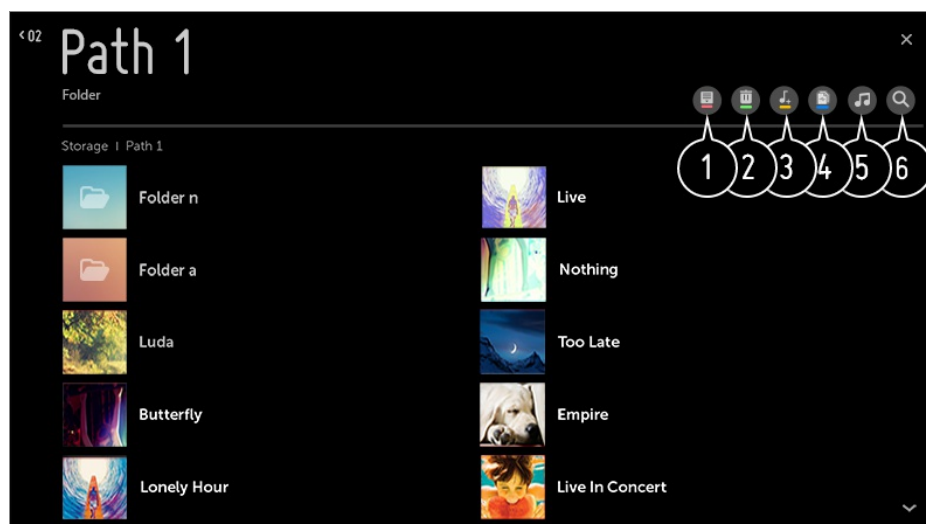 < 02
Path 1
Folder
1 2 3 4 5 6
Storage | Path 1
Folder n
Live
Folder a
Nothing
Luda
Too Late
Butterfly
Empire
Lonely Hour
Live In Concert